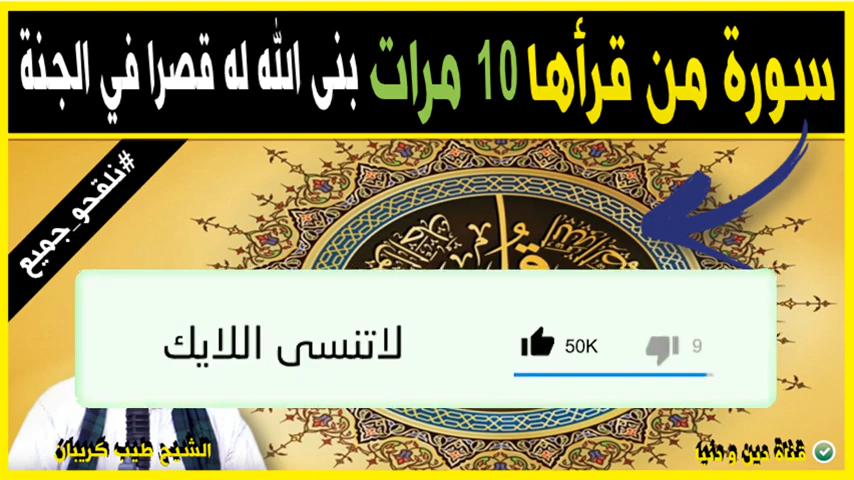 سورة من قرأها 10 مرات بنى الله له قصرا في الجنة
#نلقحو_جميع
لاتنسى اللايك
50K
9
الشيخ طيب كريبان
قناة دين و دنيا